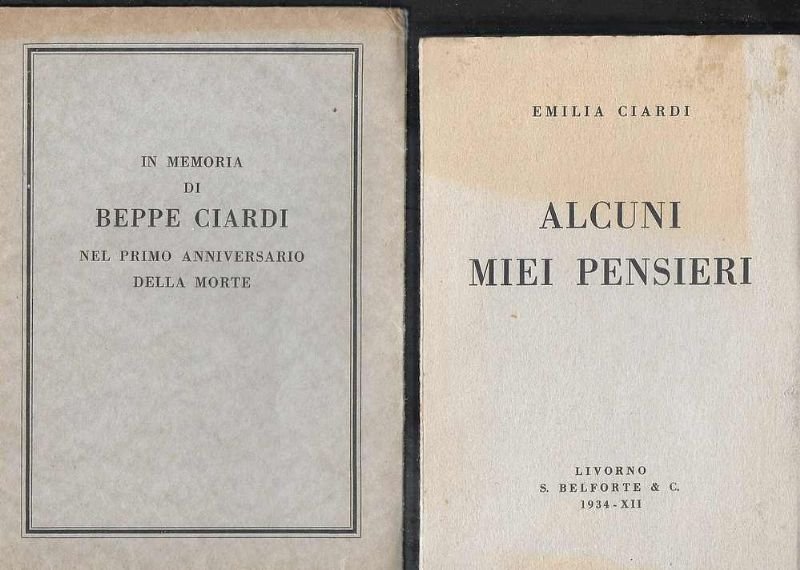 IN MEMORIA
DI
BEPPE CIARDI
NEL PRIMO ANNIVERSARIO
DELLA MORTE
EMILIA CIARDI
ALCUNI
MIEI PENSIERI
LIVORNO
S. BELFORTE & C.
1934-XII